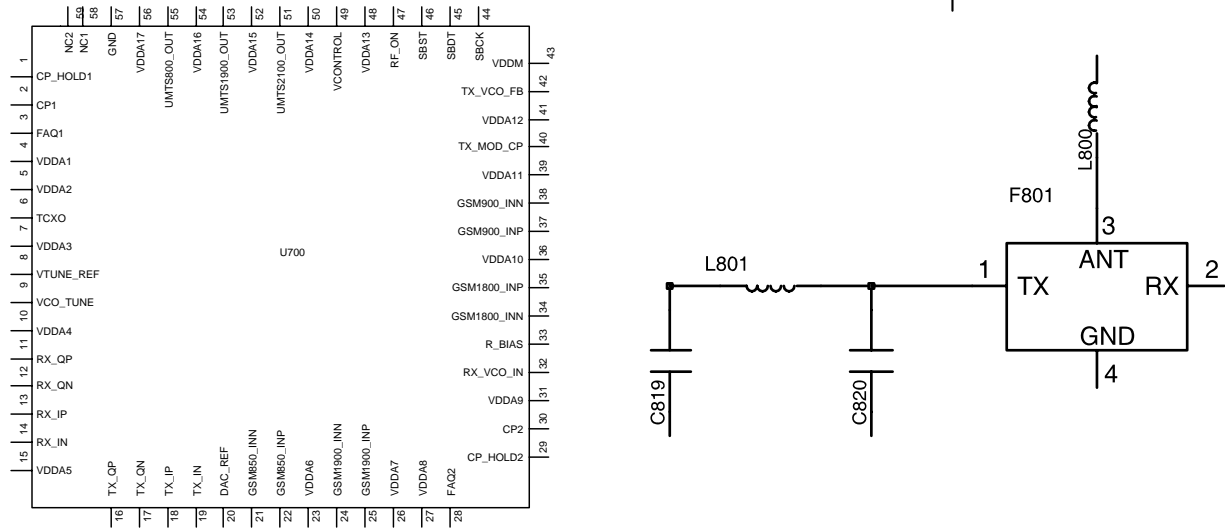 59 58 57 56 55 54 53 52 51 50 49 48 47 46 45 44
NC2 NC1 GND VDDA17 UMTS800_OUT VDDA16 UMTS1900_OUT VDDA15 UMTS2100_OUT VDDA14 VCONTROL VDDA13 RF_ON SBST SBDT SBCK
1 CP_HOLD1
2 CP1
3 FAQ1
4 VDDA1
5 VDDA2
6 TCXO
7 VDDA3
8 VTUNE_REF
9 VCO_TUNE
10 VDDA4
11 RX_QP
12 RX_QN
13 RX_IP
14 RX_IN
15 VDDA5
U700
VDDM 43
TX_VCO_FB 42
VDDA12 41
TX_MOD_CP 40
VDDA11 39
GSM900_INN 38
GSM900_INP 37
VDDA10 36
GSM1800_INP 35
GSM1800_INN 34
R_BIAS 33
RX_VCO_IN 32
VDDA9 31
CP2 30
CP_HOLD2 29
TX_QP TX_QN TX_IP TX_IN DAC_REF GSM850_INN GSM850_INP VDDA6 GSM1900_INN GSM1900_INP VDDA7 VDDA8 FAQ2
16 17 18 19 20 21 22 23 24 25 26 27 28
L800
F801
3
ANT
L801
1
TX
RX
2
GND
4
C819
C820